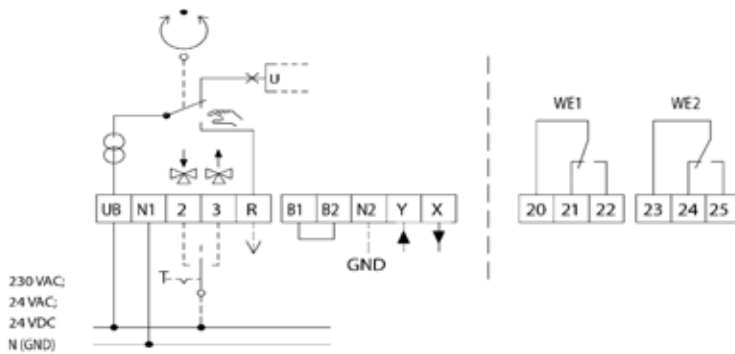 U
WE1 WE2
UB N1 2 3 R B1 B2 N2 Y X 20 21 22 23 24 25
GND
T
230 VAC;
24 VAC;
24 VDC
N (GND)